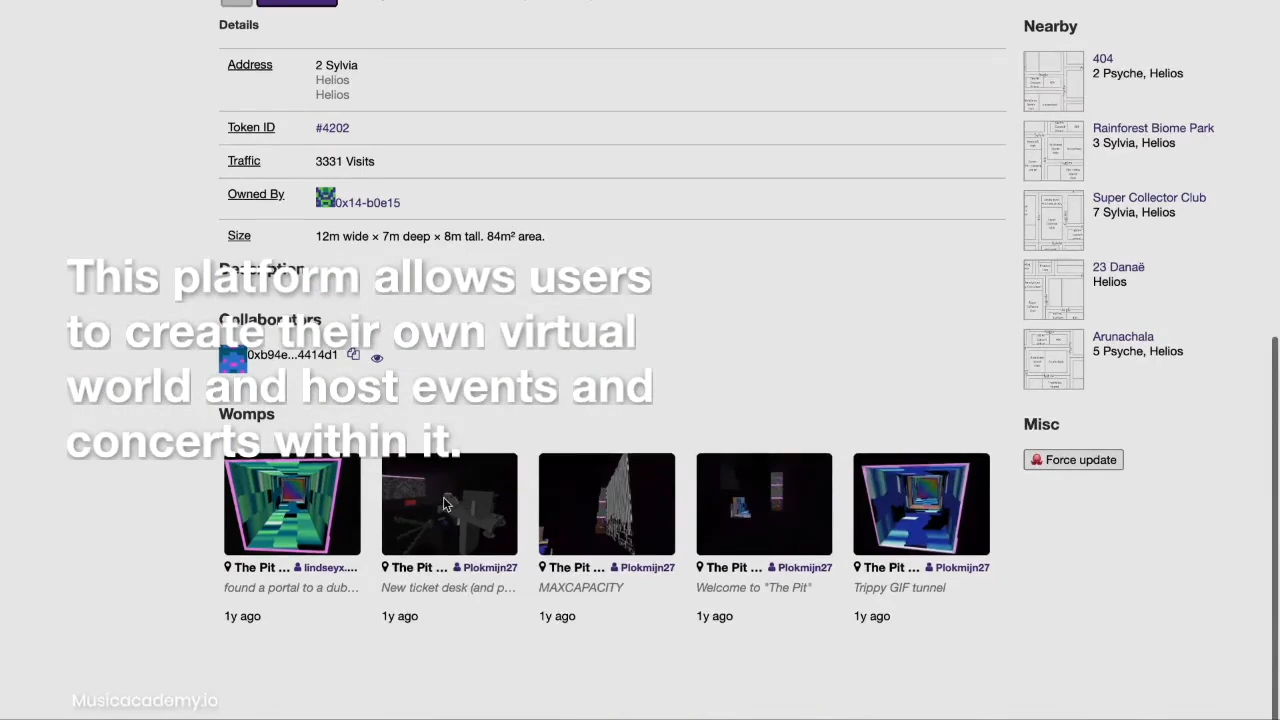 Details
Address
2 Sylvia
Helios
Helios
Token ID
#4202
Traffic
3331 Visits
Owned By
0x14-b0e15
Size
12m 7m deep × 8m tall. 84m² area.
Description
Collaborators
0xb94e...4414d1
Womps
This platform allows users
to create their own virtual
world and host events and
concerts within it.
The Pit ... lindseyx....
found a portal to a dub...
1y ago
The Pit ... Plokmijn27
New ticket desk (and p...
1y ago
The Pit ... Plokmijn27
MAXCAPACITY
1y ago
The Pit ... Plokmijn27
Welcome to "The Pit"
1y ago
The Pit ... Plokmijn27
Trippy GIF tunnel
1y ago
Nearby
404
2 Psyche, Helios
Rainforest Biome Park
3 Sylvia, Helios
Super Collector Club
7 Sylvia, Helios
23 Danaë
Helios
Arunachala
5 Psyche, Helios
Misc
Force update
Musicacademy.io